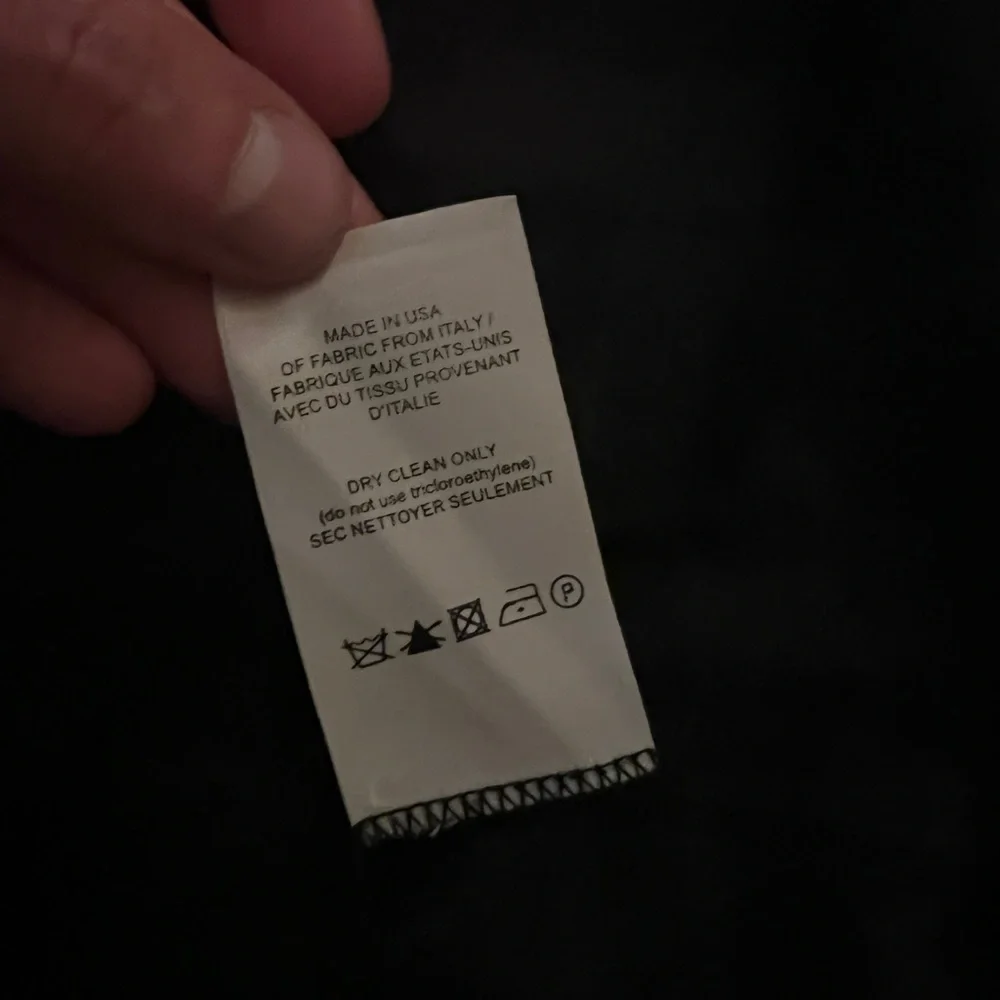 MADE IN USA
OF FABRIC FROM ITALY /
FABRIQUE AUX ETATS-UNIS
AVEC DU TISSU PROVENANT
D'ITALIE
DRY CLEAN ONLY
(do not use tricloroethylene)
SEC NETTOYER SEULEMENT
P